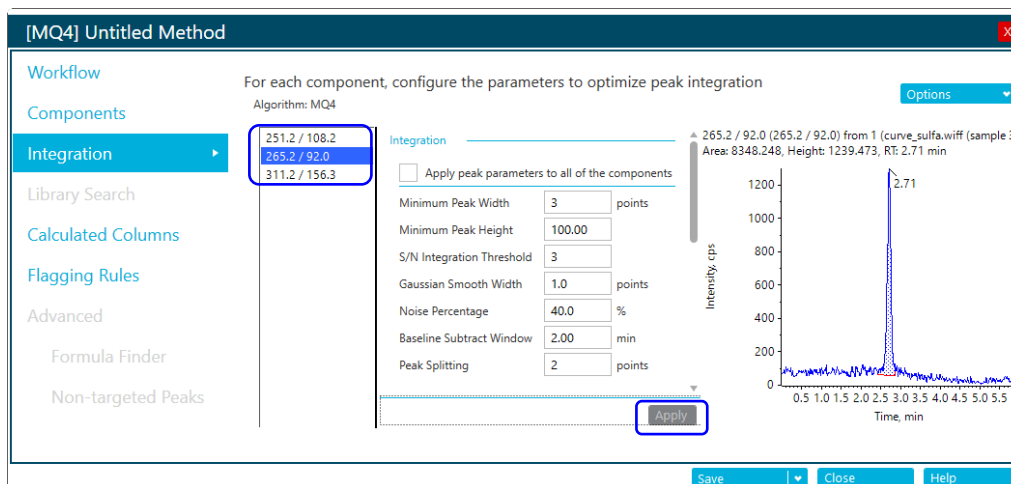 [MQ4] Untitled Method
X
Workflow
Components
Integration
Library Search
Calculated Columns
Flagging Rules
Advanced
Formula Finder
Non-targeted Peaks
For each component, configure the parameters to optimize peak integration
Algorithm: MQ4
Options
251.2 / 108.2
265.2 / 92.0
311.2 / 156.3
Integration
Apply peak parameters to all of the components
Minimum Peak Width 3 points
Minimum Peak Height 100.00
S/N Integration Threshold 3
Gaussian Smooth Width 1.0 points
Noise Percentage 40.0 %
Baseline Subtract Window 2.00 min
Peak Splitting 2 points
Apply
265.2 / 92.0 (265.2 / 92.0) from 1 (curve_sulfa.wiff (sample 3
Area: 8348.248, Height: 1239.473, RT: 2.71 min
2.71
1200
1000
800
600
400
200
0
Intensity, cps
0.5 1.0 1.5 2.0 2.5 3.0 3.5 4.0 4.5 5.0 5.5
Time, min
Save
Close
Help